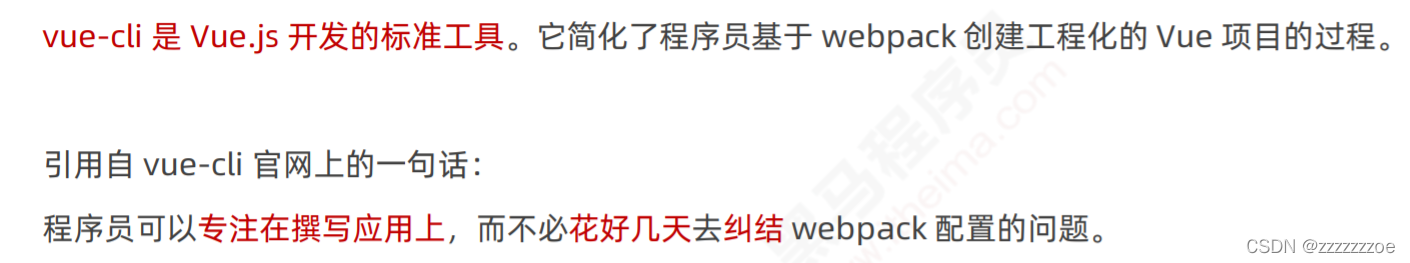 vue-cli 是 Vue.js 开发的标准工具。它简化了程序员基于 webpack 创建工程化的 Vue 项目的过程。
引用自 vue-cli 官网上的一句话：
程序员可以专注在撰写应用上，而不必花好几天去纠结 webpack 配置的问题。
黑马程序员
www.itheima.com
CSDN @zzzzzzzoe